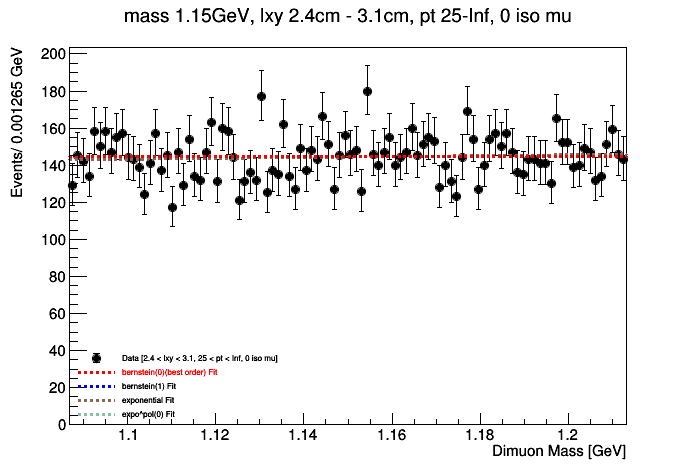 mass 1.15GeV, lxy 2.4cm - 3.1cm, pt 25-Inf, 0 iso mu
Events/ 0.001265 GeV
200
180
160
140
120
100
80
60
40
20
0
Data [2.4 < lxy < 3.1, 25 < pt < Inf, 0 iso mu]
bernstein(0)(best order) Fit
bernstein(1) Fit
exponential Fit
expo*pol(0) Fit
1.1 1.12 1.14 1.16 1.18 1.2
Dimuon Mass [GeV]